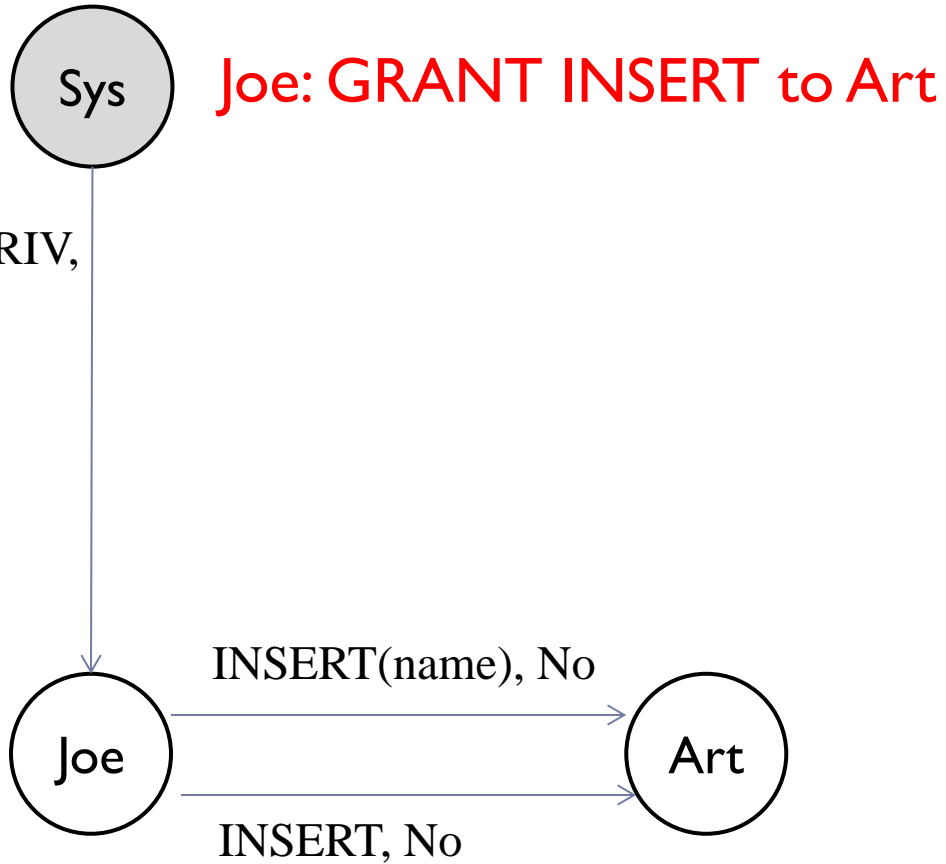 Sys
Joe: GRANT INSERT to Art
RIV,
INSERT(name), No
Joe
Art
INSERT, No